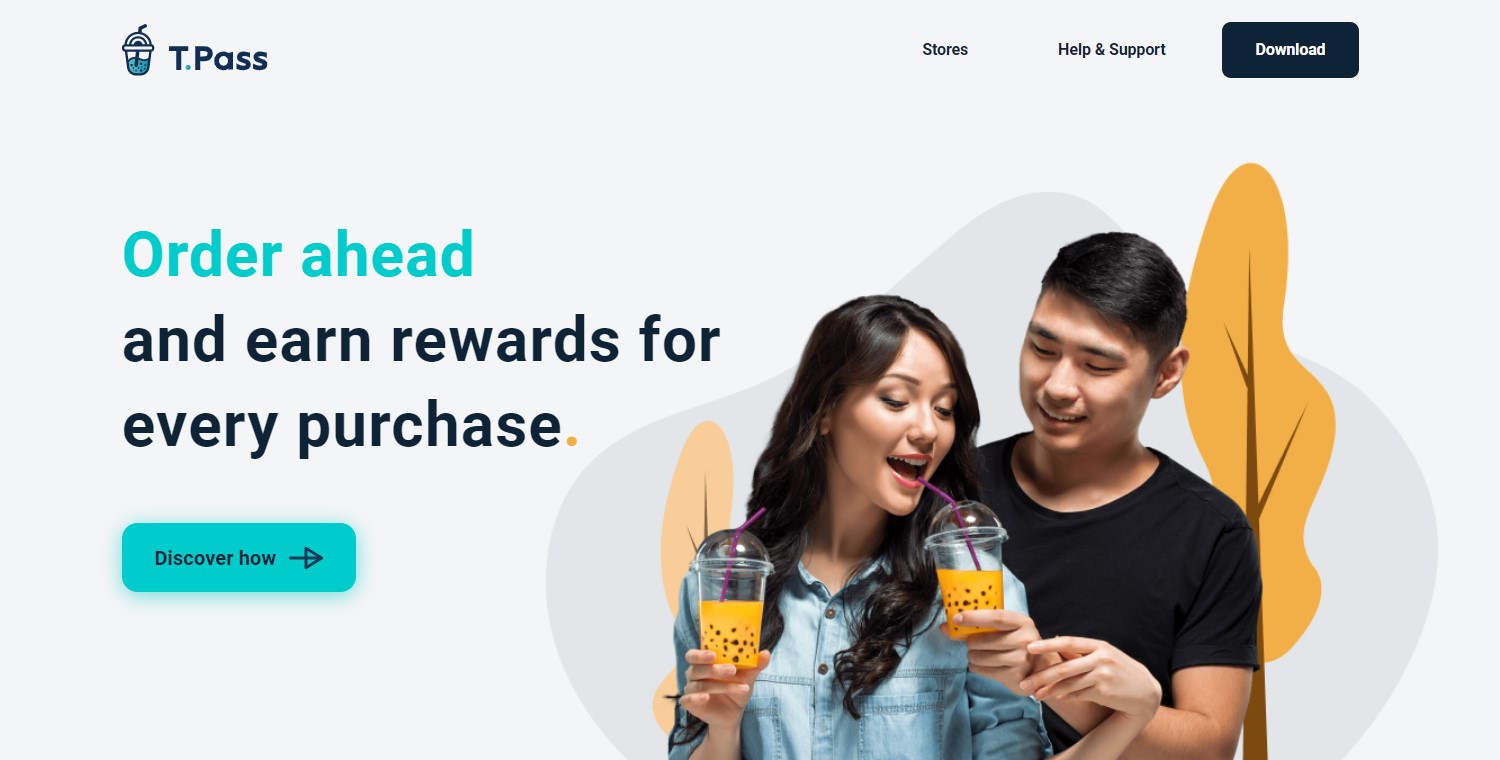 T.Pass
Stores
Help & Support
Download
Order ahead
and earn rewards for
every purchase.
Discover how